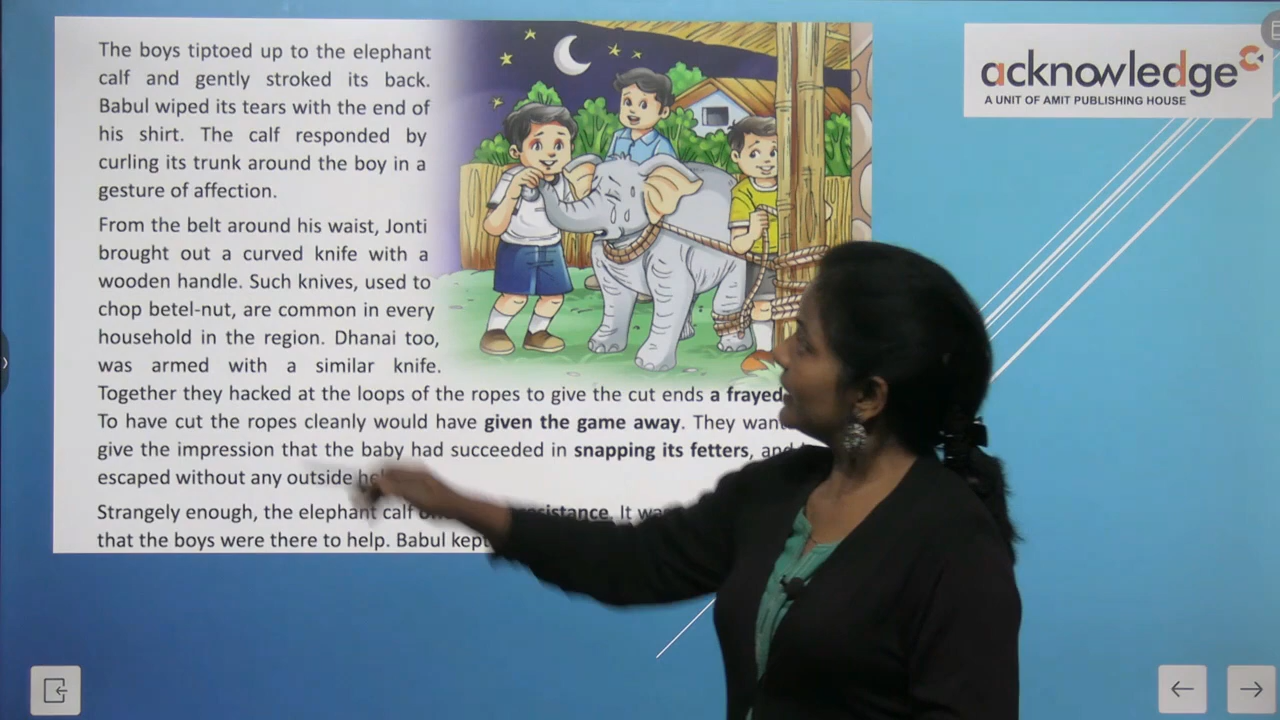 The boys tiptoed up to the elephant
calf and gently stroked its back.
Babul wiped its tears with the end of
his shirt. The calf responded by
curling its trunk around the boy in a
gesture of affection.
From the belt around his waist, Jonti
brought out a curved knife with a
wooden handle. Such knives, used to
chop betel-nut, are common in every
household in the region. Dhanai too,
was armed with a similar knife.
Together they hacked at the loops of the ropes to give the cut ends a frayed
To have cut the ropes cleanly would have given the game away. They
give the impression that the baby had succeeded in snapping its fetters,
escaped without any outside
Strangely enough, the elephant calf It
that the boys were there to help. Babul kept
acknowledge
A UNIT OF AMIT PUBLISHING HOUSE